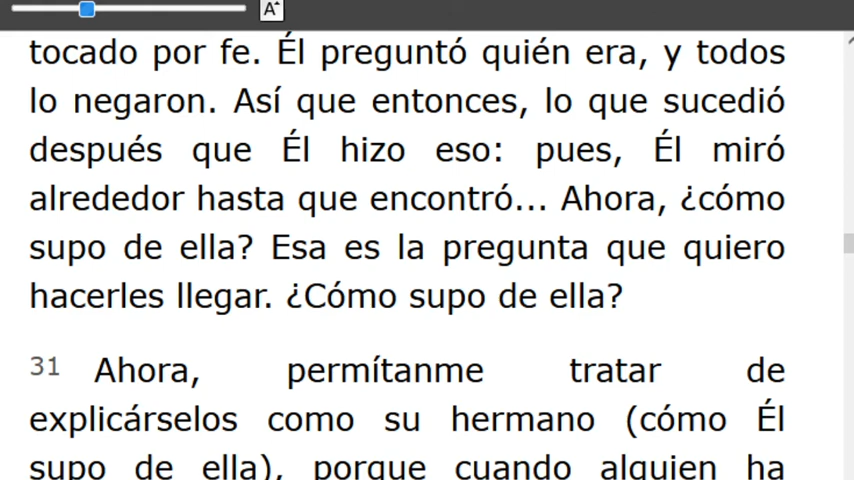 A
tocado por fe. Él preguntó quién era, y todos
lo negaron. Así que entonces, lo que sucedió
después que Él hizo eso: pues, Él miró
alrededor hasta que encontró... Ahora, ¿cómo
supo de ella? Esa es la pregunta que quiero
hacerles llegar. ¿Cómo supo de ella?
31 Ahora, permítanme tratar de
explicárselos como su hermano (cómo Él
supo de ella), porque cuando alguien ha